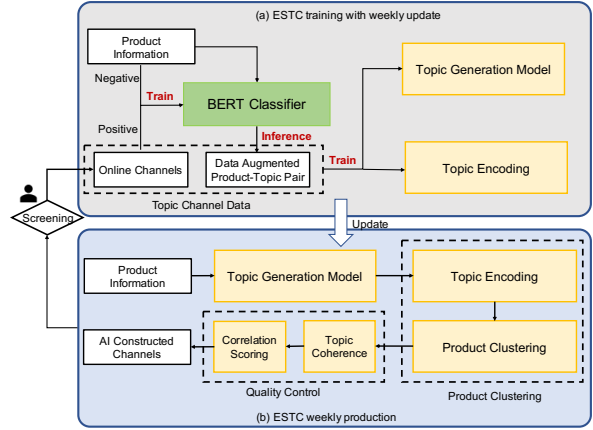 (a) ESTC training with weekly update
Product
Information
Negative
Train
BERT Classifier
Topic Generation Model
Positive
Inference
Online Channels
Data Augmented
Product-Topic Pair
Train
Topic Encoding
Topic Channel Data
Screening
Update
Product
Information
Topic Generation Model
Topic Encoding
AI Constructed
Channels
Correlation
Scoring
Topic
Coherence
Product Clustering
Quality Control
Product Clustering
(b) ESTC weekly production